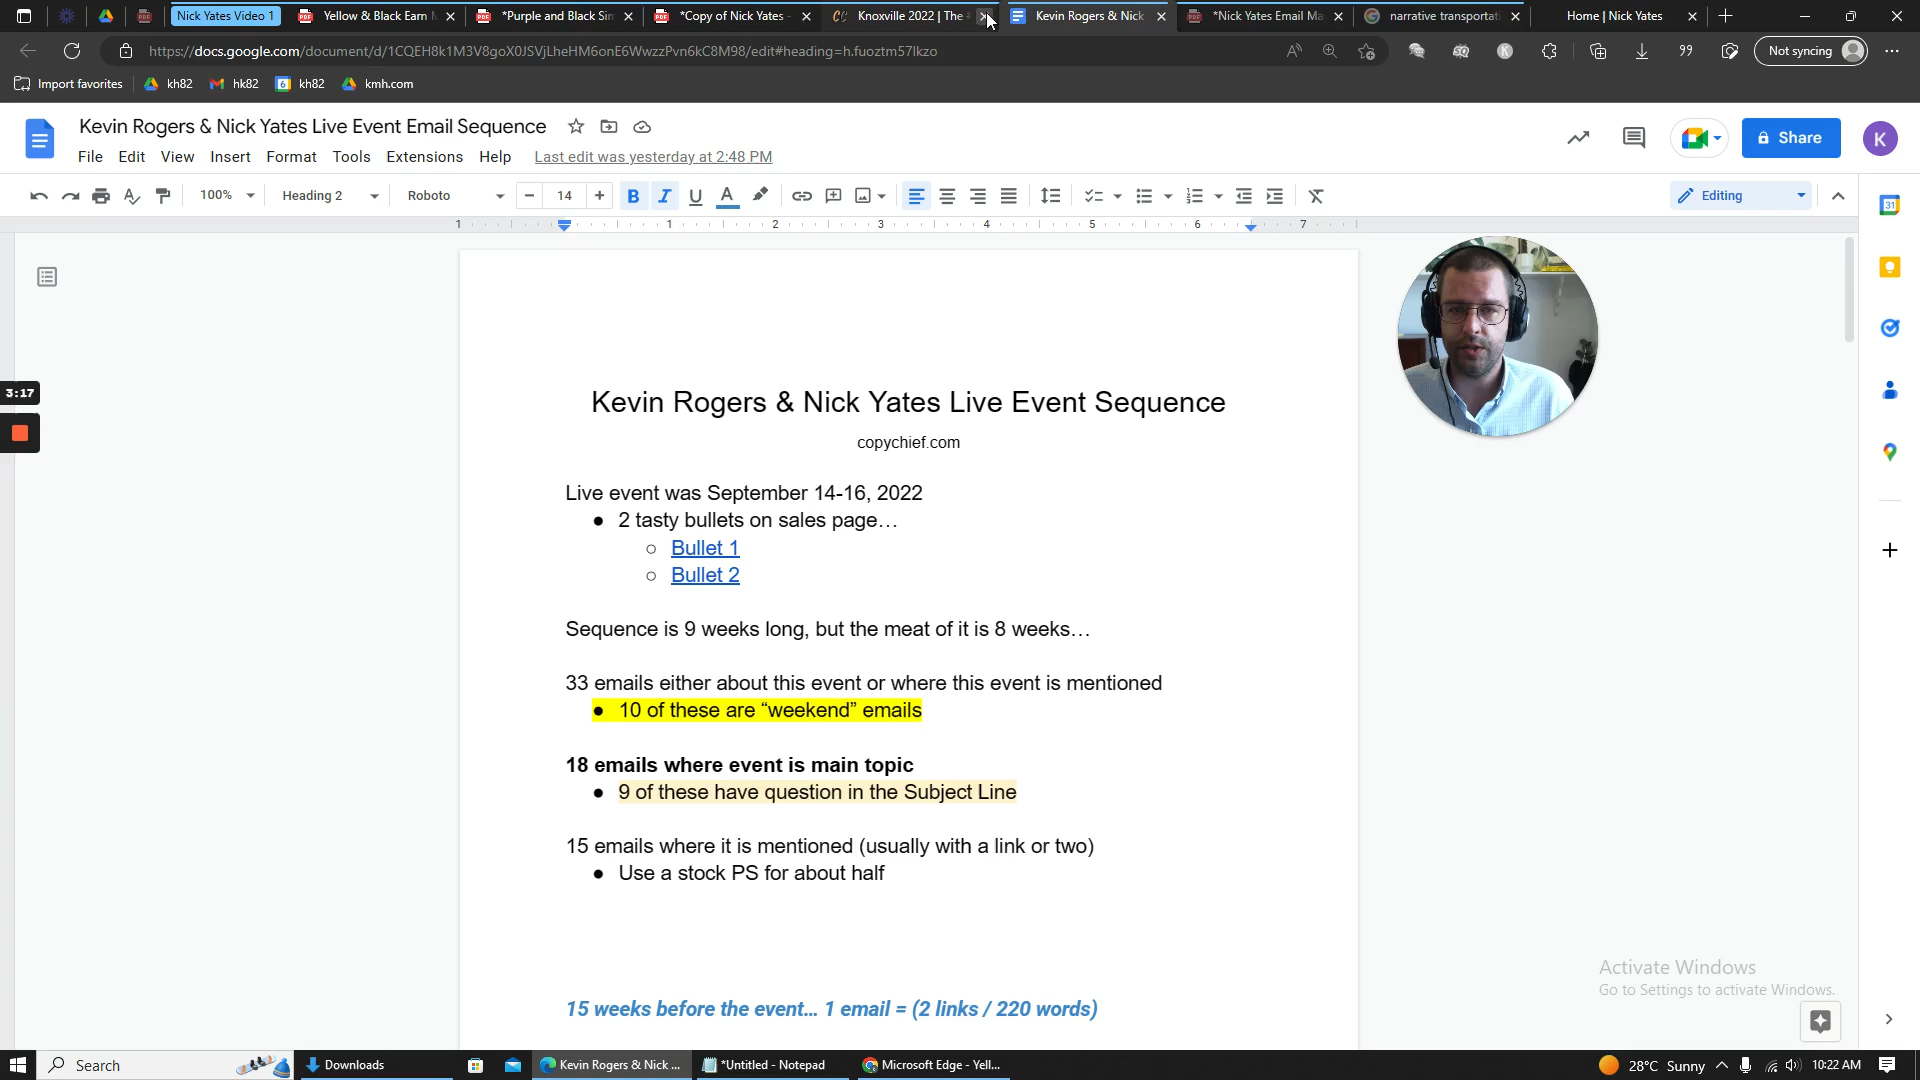 Nick Yates Video 1
Yellow & Black Earn
*Purple and Black Sin
*Copy of Nick Yates -
Knoxville 2022 | The
Kevin Rogers & Nick
*Nick Yates Email Ma
narrative transportati
Home | Nick Yates
https://docs.google.com/document/d/1CQEH8k1M3V8goX0JSVjLheHM6onE6WwzzPvn6kC8M98/edit#heading=h.fuoztm57lkzo
Not syncing
Import favorites
kh82
hk82
kh82
kmh.com
Kevin Rogers & Nick Yates Live Event Email Sequence
File Edit View Insert Format Tools Extensions Help Last edit was yesterday at 2:48 PM
Share
K
100% Heading 2 Roboto 14 Editing
1 1 2 3 4 5 6 7
3:17
Kevin Rogers & Nick Yates Live Event Sequence
copychief.com
Live event was September 14-16, 2022
● 2 tasty bullets on sales page…
○ Bullet 1
○ Bullet 2
Sequence is 9 weeks long, but the meat of it is 8 weeks…
33 emails either about this event or where this event is mentioned
● 10 of these are “weekend” emails
18 emails where event is main topic
● 9 of these have question in the Subject Line
15 emails where it is mentioned (usually with a link or two)
● Use a stock PS for about half
15 weeks before the event… 1 email = (2 links / 220 words)
Activate Windows
Go to Settings to activate Windows.
Search
Downloads
Kevin Rogers & Nick ...
*Untitled - Notepad
Microsoft Edge - Yell...
28°C Sunny
10:22 AM